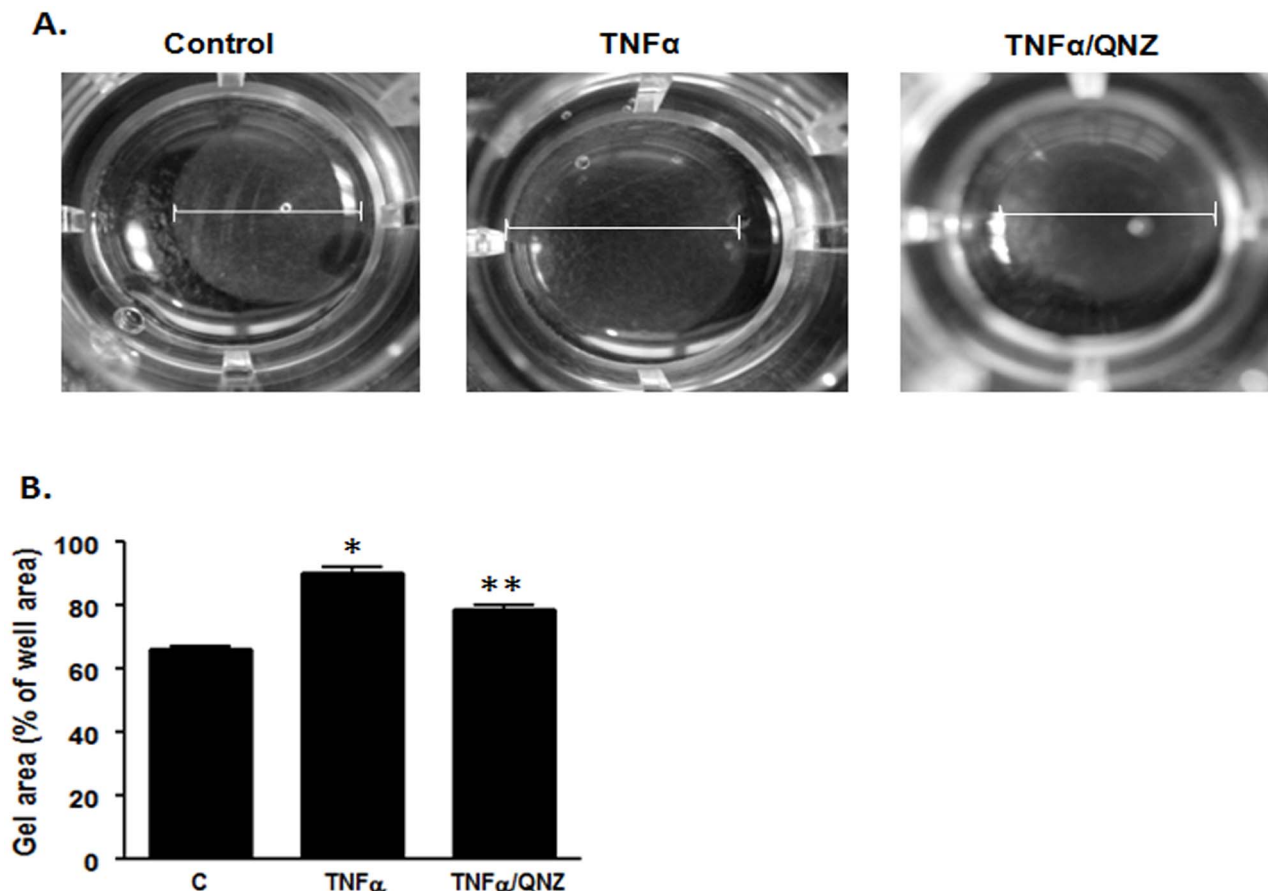 A.
Control TNFα TNFα/QNZ
B.
Gel area (% of well area)
100
80
60
40
20
0
*
**
C TNFα TNFα/QNZ